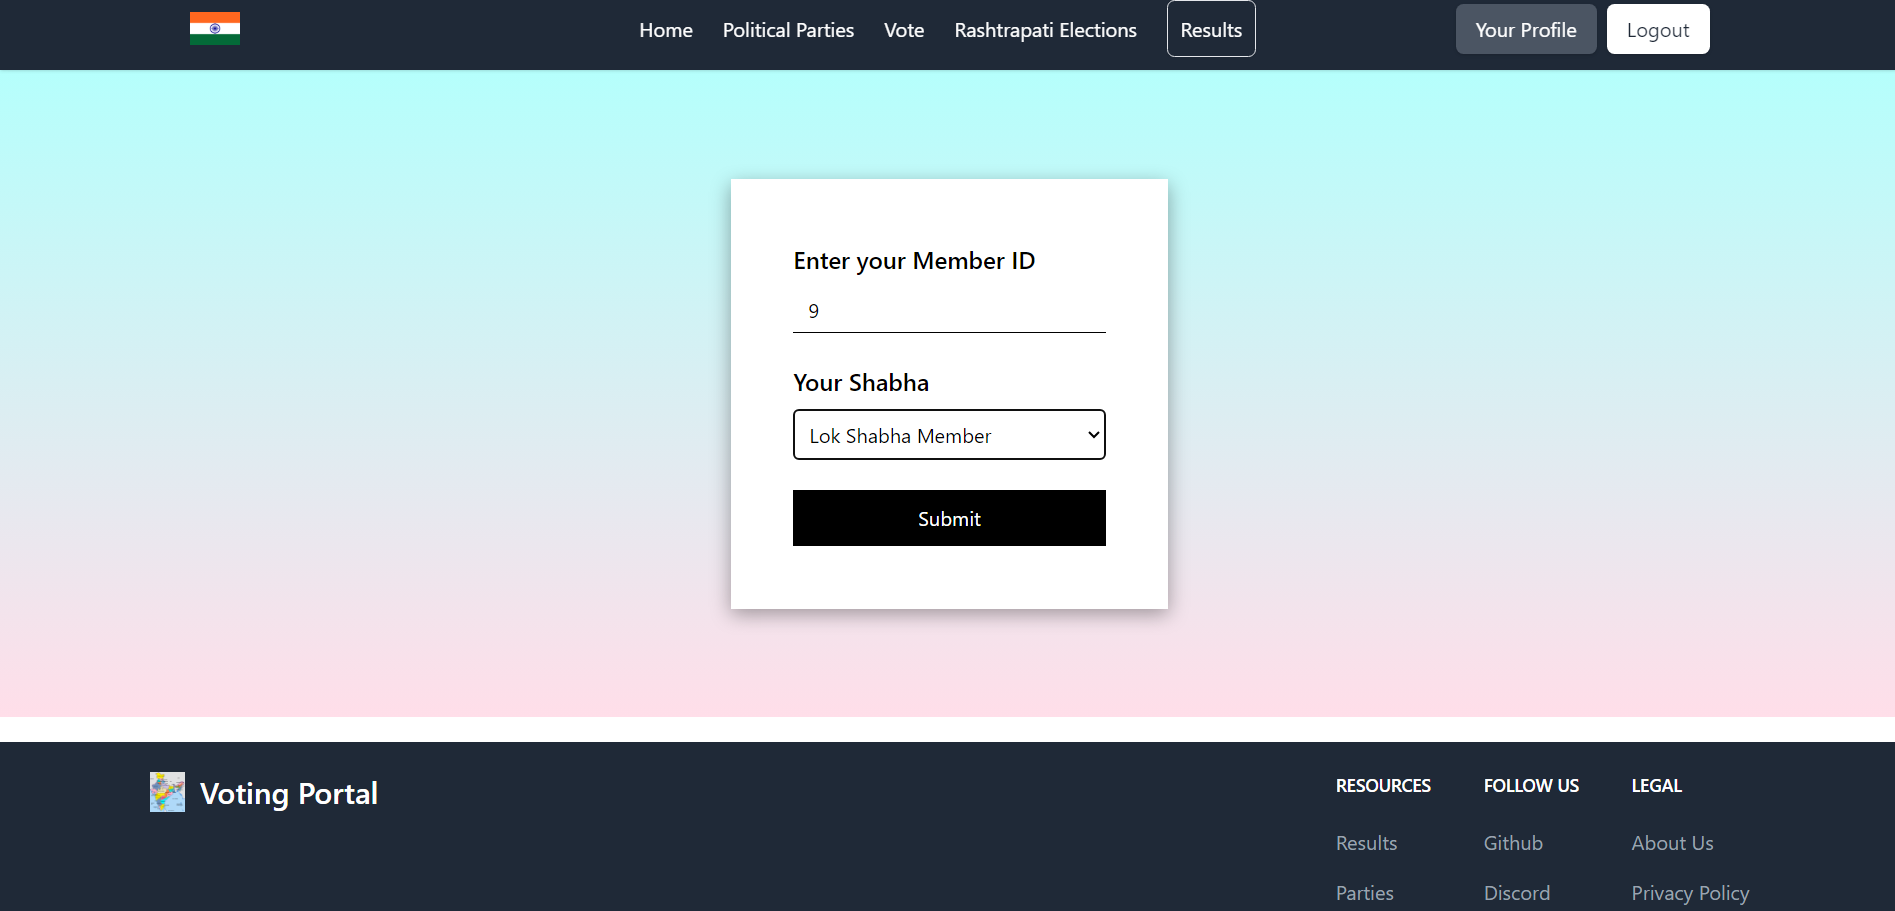 Home Political Parties Vote Rashtrapati Elections Results Your Profile Logout
Enter your Member ID
9
Your Shabha
Lok Shabha Member
Submit
Voting Portal
RESOURCES FOLLOW US LEGAL
Results Github About Us
Parties Discord Privacy Policy